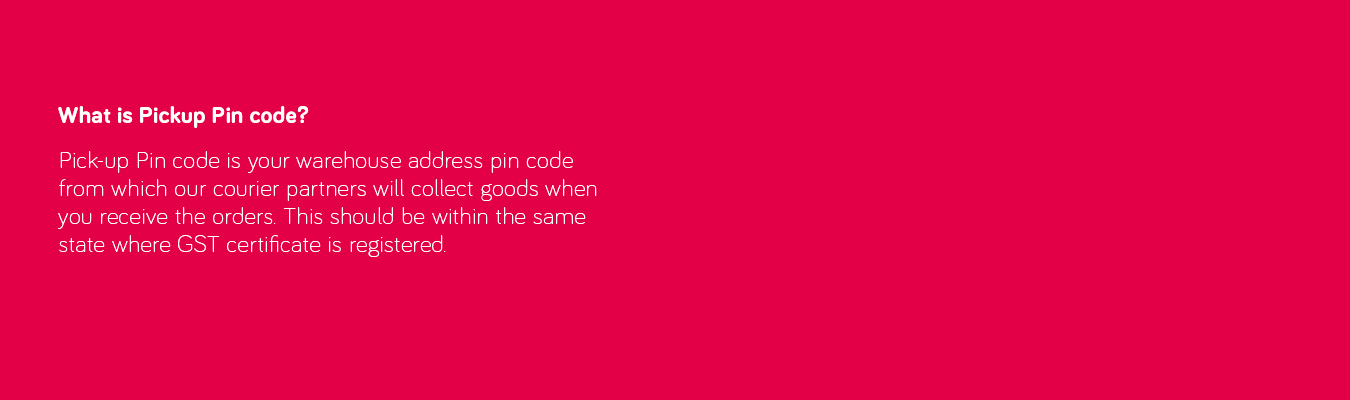 What is Pickup Pin code?
Pick-up Pin code is your warehouse address pin code
from which our courier partners will collect goods when
you receive the orders. This should be within the same
state where GST certificate is registered.